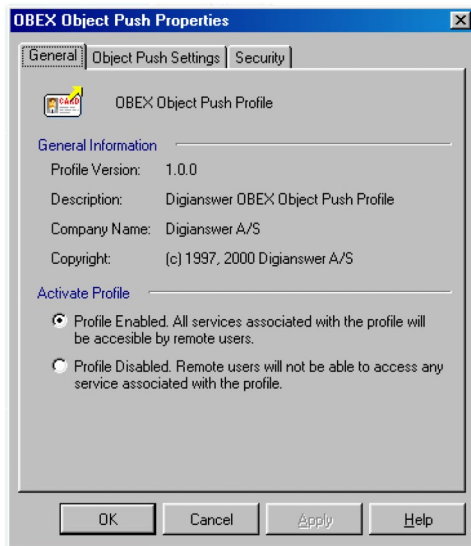 OBEX Object Push Properties
General
Object Push Settings
Security
CARD
OBEX Object Push Profile
General Information
Profile Version: 1.0.0
Description: Digianswer OBEX Object Push Profile
Company Name: Digianswer A/S
Copyright: (c) 1997, 2000 Digianswer A/S
Activate Profile
Profile Enabled. All services associated with the profile will
be accesible by remote users.
Profile Disabled. Remote users will not be able to access any
service associated with the profile.
OK
Cancel
Apply
Help